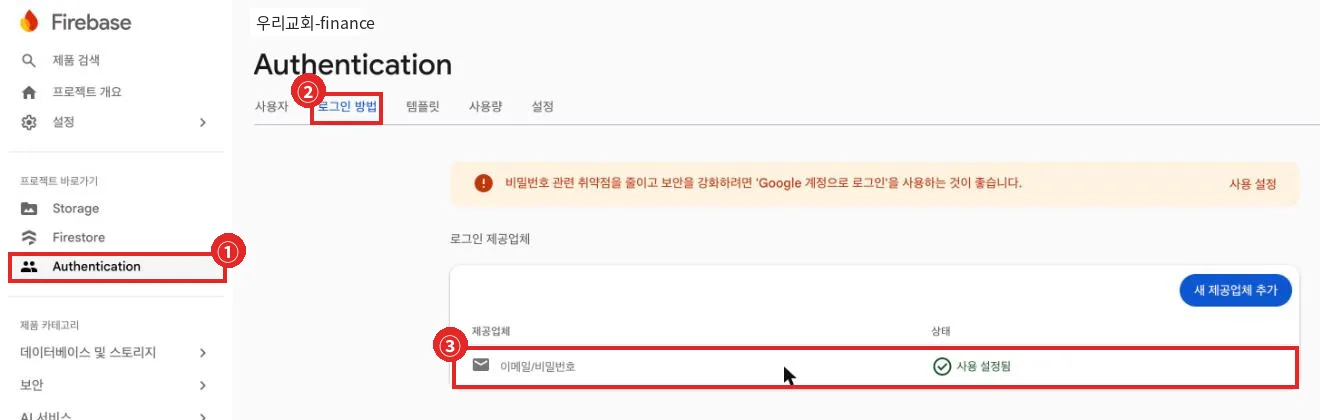 Firebase
우리교회-finance
제품 검색
프로젝트 개요
설정
프로젝트 바로가기
Storage
Firestore
Authentication
①
제품 카테고리
데이터베이스 및 스토리지
보안
AI 서비스
Authentication
②
사용자 로그인 방법 템플릿 사용량 설정
비밀번호 관련 취약점을 줄이고 보안을 강화하려면 'Google 계정으로 로그인'을 사용하는 것이 좋습니다. 사용 설정
로그인 제공업체
새 제공업체 추가
제공업체 상태
③
이메일/비밀번호 사용 설정됨